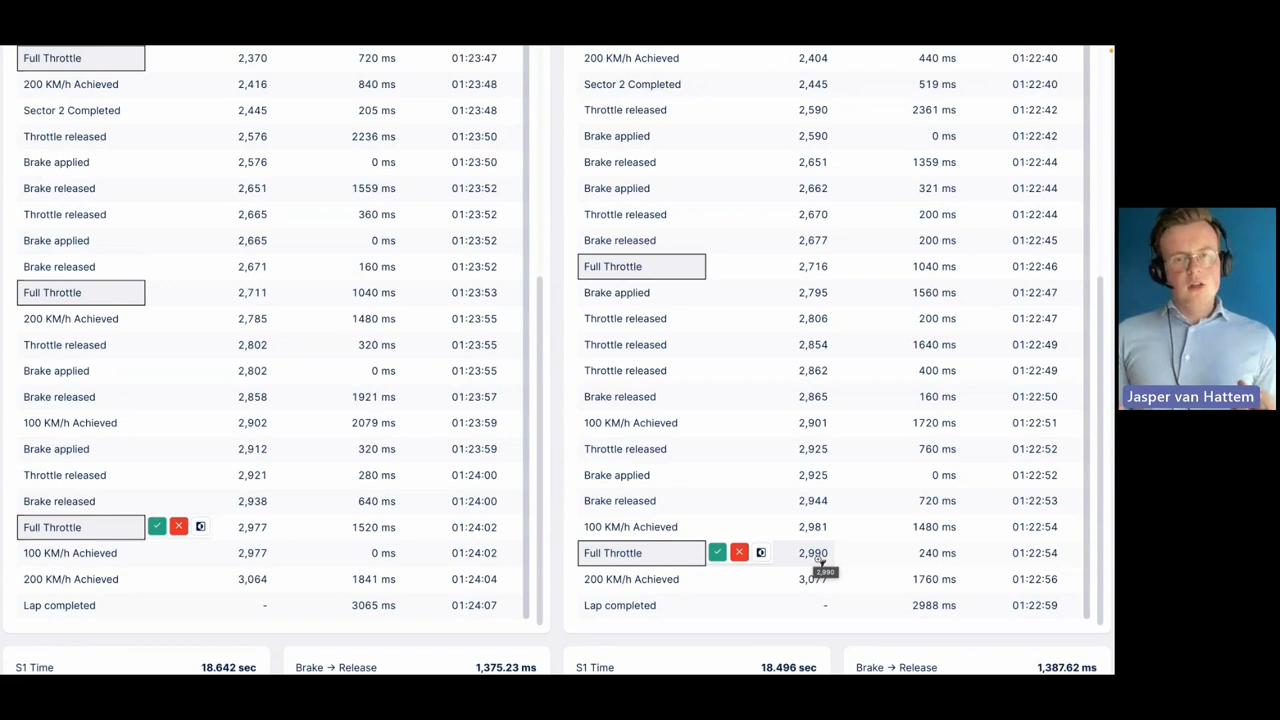 Full Throttle 2,370 720 ms 01:23:47
200 KM/h Achieved 2,416 840 ms 01:23:48
Sector 2 Completed 2,445 205 ms 01:23:48
Throttle released 2,576 2236 ms 01:23:50
Brake applied 2,576 0 ms 01:23:50
Brake released 2,651 1559 ms 01:23:52
Throttle released 2,665 360 ms 01:23:52
Brake applied 2,665 0 ms 01:23:52
Brake released 2,671 160 ms 01:23:52
Full Throttle 2,711 1040 ms 01:23:53
200 KM/h Achieved 2,785 1480 ms 01:23:55
Throttle released 2,802 320 ms 01:23:55
Brake applied 2,802 0 ms 01:23:55
Brake released 2,858 1921 ms 01:23:57
100 KM/h Achieved 2,902 2079 ms 01:23:59
Brake applied 2,912 320 ms 01:23:59
Throttle released 2,921 280 ms 01:24:00
Brake released 2,938 640 ms 01:24:00
Full Throttle 2,977 1520 ms 01:24:02
100 KM/h Achieved 2,977 0 ms 01:24:02
200 KM/h Achieved 3,064 1841 ms 01:24:04
Lap completed - 3065 ms 01:24:07
S1 Time 18.642 sec
Brake → Release 1,375.23 ms
200 KM/h Achieved 2,404 440 ms 01:22:40
Sector 2 Completed 2,445 519 ms 01:22:40
Throttle released 2,590 2361 ms 01:22:42
Brake applied 2,590 0 ms 01:22:42
Brake released 2,651 1359 ms 01:22:44
Brake applied 2,662 321 ms 01:22:44
Throttle released 2,670 200 ms 01:22:44
Brake released 2,677 200 ms 01:22:45
Full Throttle 2,716 1040 ms 01:22:46
Brake applied 2,795 1560 ms 01:22:47
Throttle released 2,806 200 ms 01:22:47
Throttle released 2,854 1640 ms 01:22:49
Throttle released 2,862 400 ms 01:22:49
Brake released 2,865 160 ms 01:22:50
100 KM/h Achieved 2,901 1720 ms 01:22:51
Throttle released 2,925 760 ms 01:22:52
Brake applied 2,925 0 ms 01:22:52
Brake released 2,944 720 ms 01:22:53
100 KM/h Achieved 2,981 1480 ms 01:22:54
Full Throttle 2,990 240 ms 01:22:54
2,990
200 KM/h Achieved 3,077 1760 ms 01:22:56
Lap completed - 2988 ms 01:22:59
S1 Time 18.496 sec
Brake → Release 1,387.62 ms
Jasper van Hattem